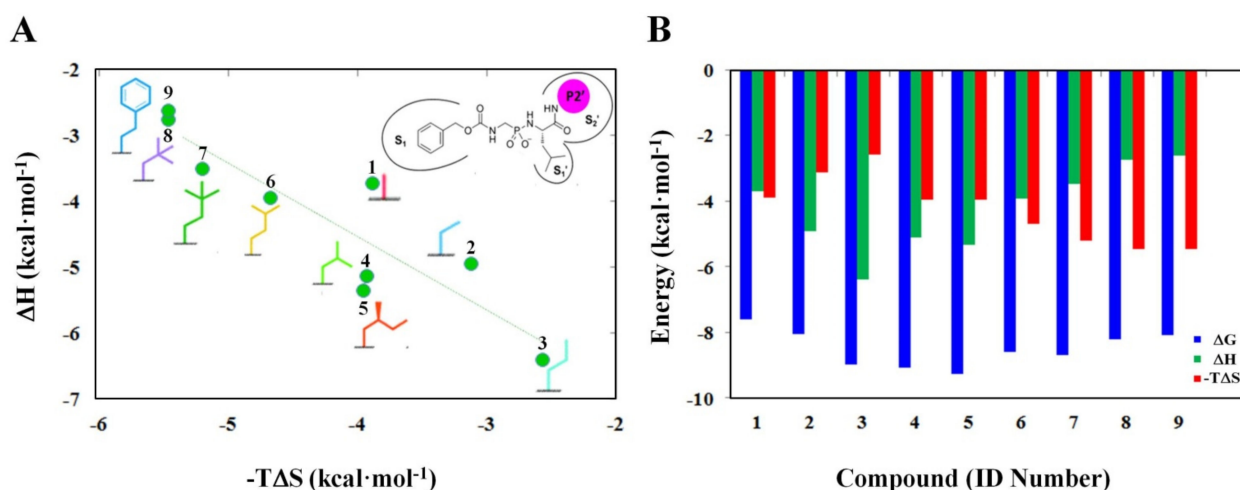 A
ΔH (kcal·mol⁻¹)
-2
-3
-4
-5
-6
-7
-6
-5
-4
-3
-2
-TΔS (kcal·mol⁻¹)
9
8
7
6
1
2
4
5
3
S₁
O
O
N
H
P
O₂
⁻
H
N
O
HN
P2'
S₂'
S₁'
B
Energy (kcal·mol⁻¹)
0
-2
-4
-6
-8
-10
ΔG
ΔH
-TΔS
1 2 3 4 5 6 7 8 9
Compound (ID Number)